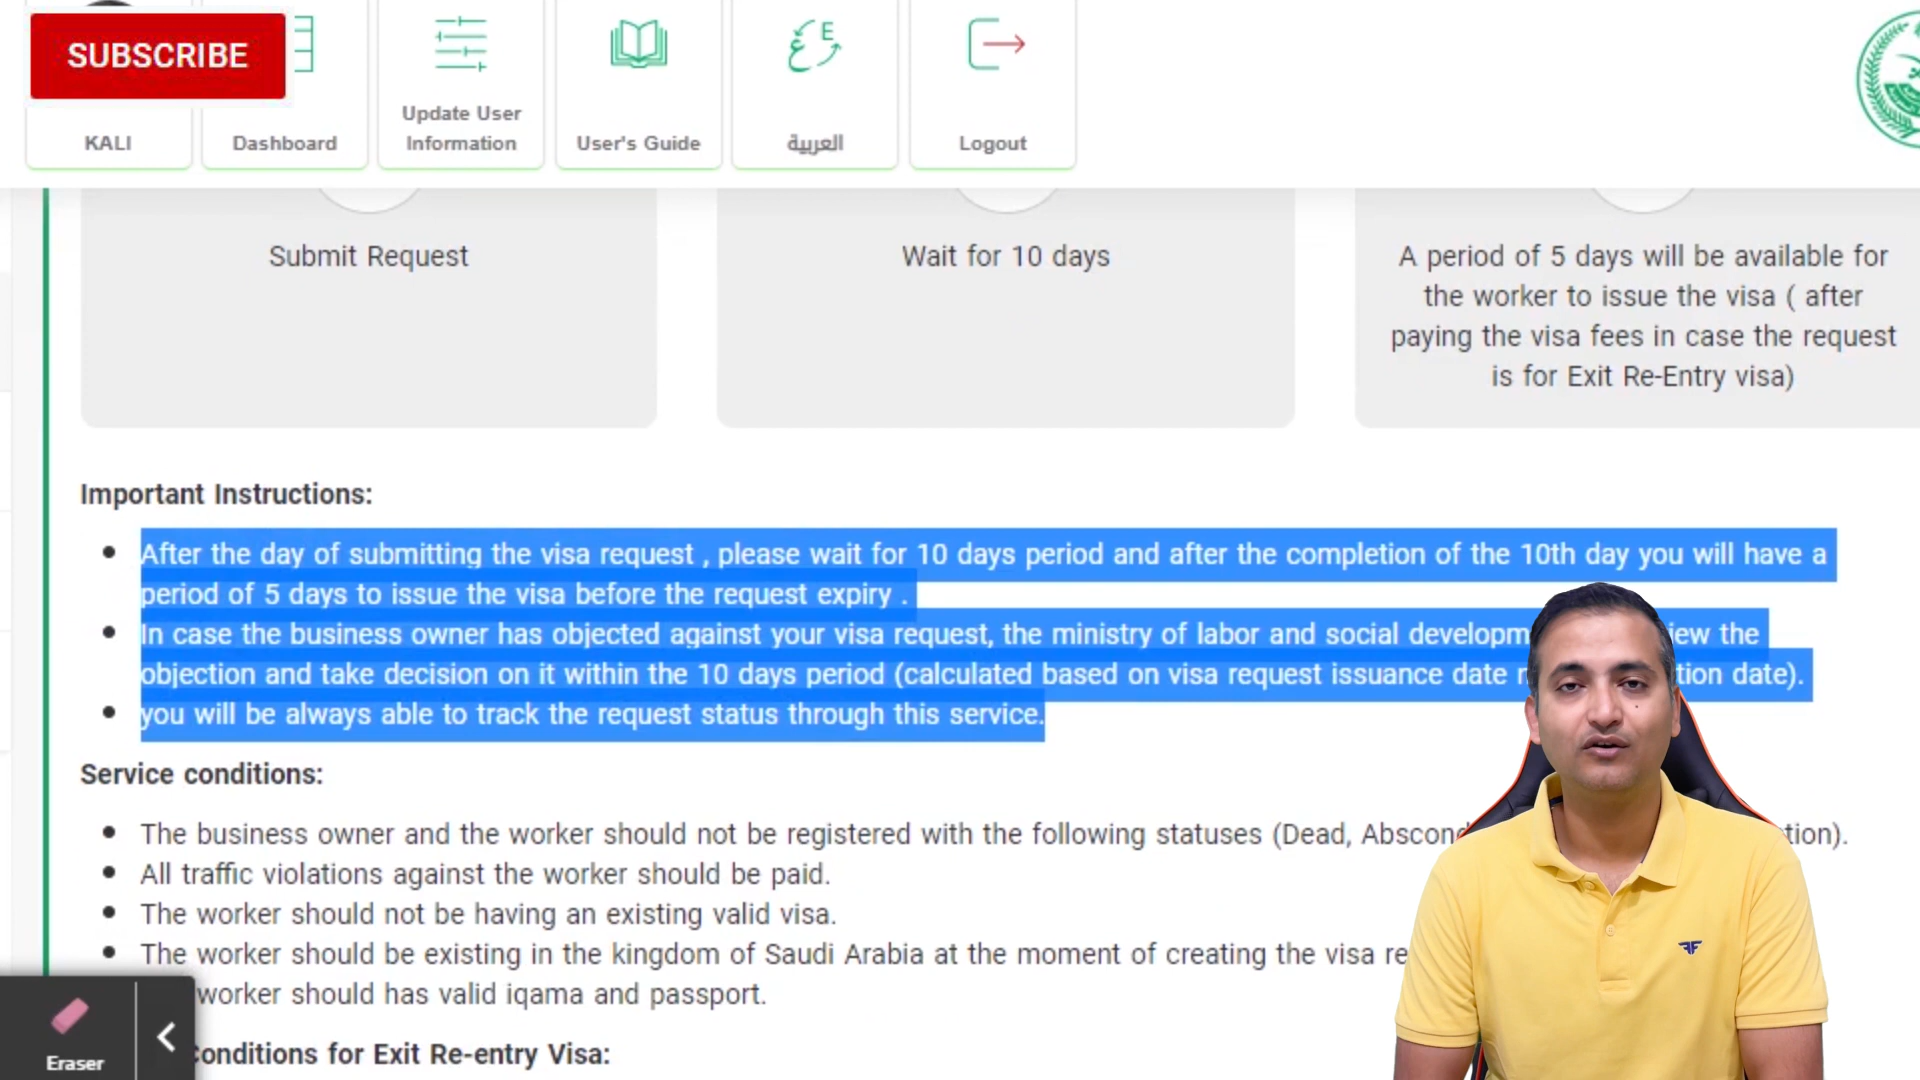 SUBSCRIBE
KALI
Dashboard
Update User
Information
User's Guide
E
ع
العربية
Logout
Submit Request
Wait for 10 days
A period of 5 days will be available for
the worker to issue the visa ( after
paying the visa fees in case the request
is for Exit Re-Entry visa)
Important Instructions:
After the day of submitting the visa request , please wait for 10 days period and after the completion of the 10th day you will have a
period of 5 days to issue the visa before the request expiry .
In case the business owner has objected against your visa request, the ministry of labor and social developm iew the
objection and take decision on it within the 10 days period (calculated based on visa request issuance date tion date).
you will be always able to track the request status through this service.
Service conditions:
The business owner and the worker should not be registered with the following statuses (Dead, Abscond tion).
All traffic violations against the worker should be paid.
The worker should not be having an existing valid visa.
The worker should be existing in the kingdom of Saudi Arabia at the moment of creating the visa re
worker should has valid iqama and passport.
onditions for Exit Re-entry Visa:
Eraser